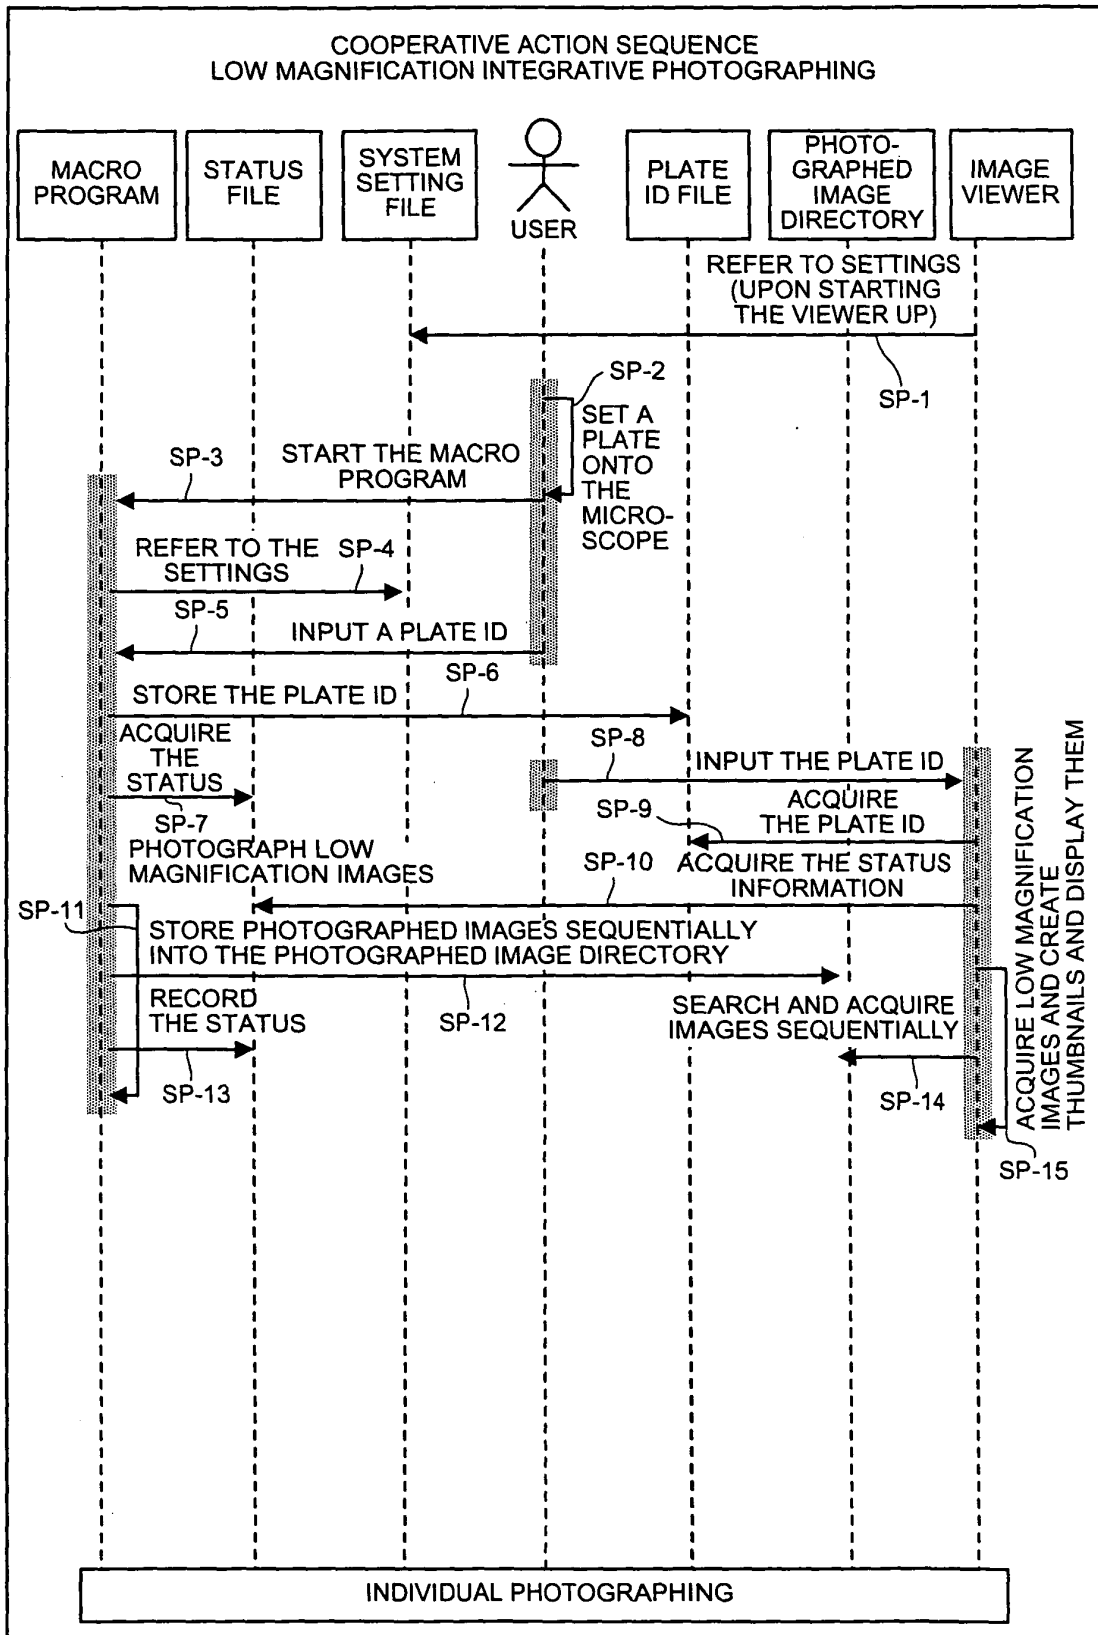 COOPERATIVE ACTION SEQUENCE
LOW MAGNIFICATION INTEGRATIVE PHOTOGRAPHING
MACRO
PROGRAM
STATUS
FILE
SYSTEM
SETTING
FILE
USER
PLATE
ID FILE
PHOTO-
GRAPHED
IMAGE
DIRECTORY
IMAGE
VIEWER
REFER TO SETTINGS
(UPON STARTING
THE VIEWER UP)
SP-1
SP-2
SET A
PLATE
ONTO
THE
MICRO-
SCOPE
SP-3
START THE MACRO
PROGRAM
REFER TO THE
SETTINGS
SP-4
SP-5
INPUT A PLATE ID
SP-6
STORE THE PLATE ID
ACQUIRE
THE
STATUS
SP-7
SP-8
INPUT THE PLATE ID
SP-9
ACQUIRE
THE PLATE ID
PHOTOGRAPH LOW
MAGNIFICATION IMAGES
SP-10
ACQUIRE THE STATUS
INFORMATION
SP-11
STORE PHOTOGRAPHED IMAGES SEQUENTIALLY
INTO THE PHOTOGRAPHED IMAGE DIRECTORY
SP-12
RECORD
THE STATUS
SP-13
SEARCH AND ACQUIRE
IMAGES SEQUENTIALLY
SP-14
ACQUIRE LOW MAGNIFICATION
IMAGES AND CREATE
THUMBNAILS AND DISPLAY THEM
SP-15
INDIVIDUAL PHOTOGRAPHING